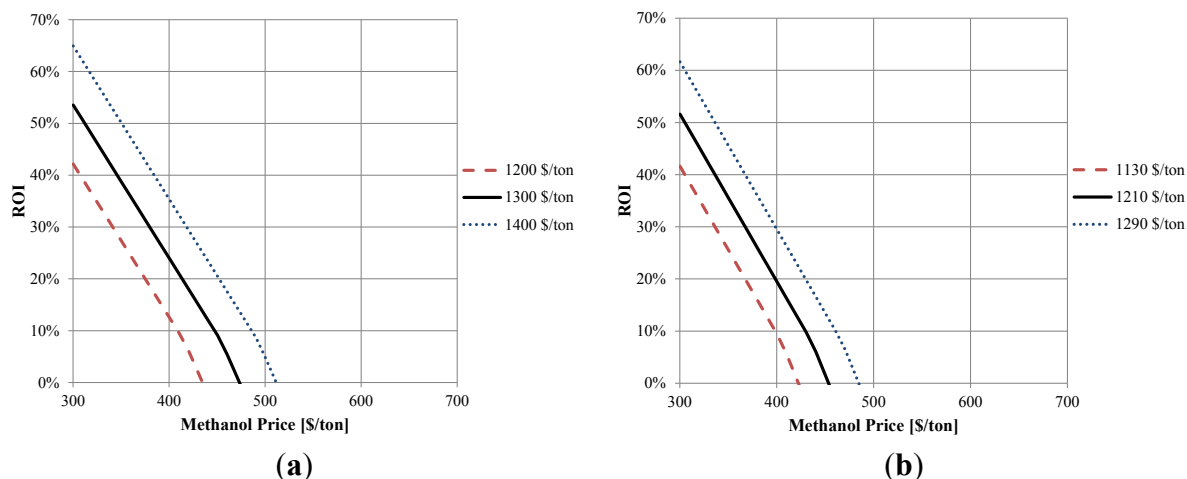 70%
60%
50%
40%
30%
20%
10%
0%
ROI
300 400 500 600 700
Methanol Price [$/ton]
1200 $/ton
1300 $/ton
1400 $/ton
(a)
70%
60%
50%
40%
30%
20%
10%
0%
ROI
300 400 500 600 700
Methanol Price [$/ton]
1130 $/ton
1210 $/ton
1290 $/ton
(b)